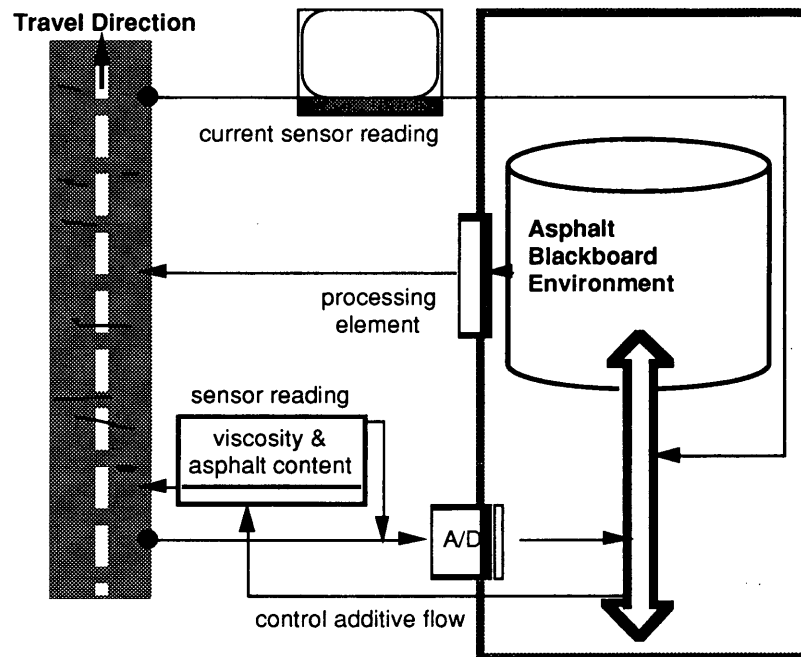 Travel Direction
current sensor reading
Asphalt
Blackboard
Environment
processing
element
sensor reading
viscosity &
asphalt content
A/D
control additive flow